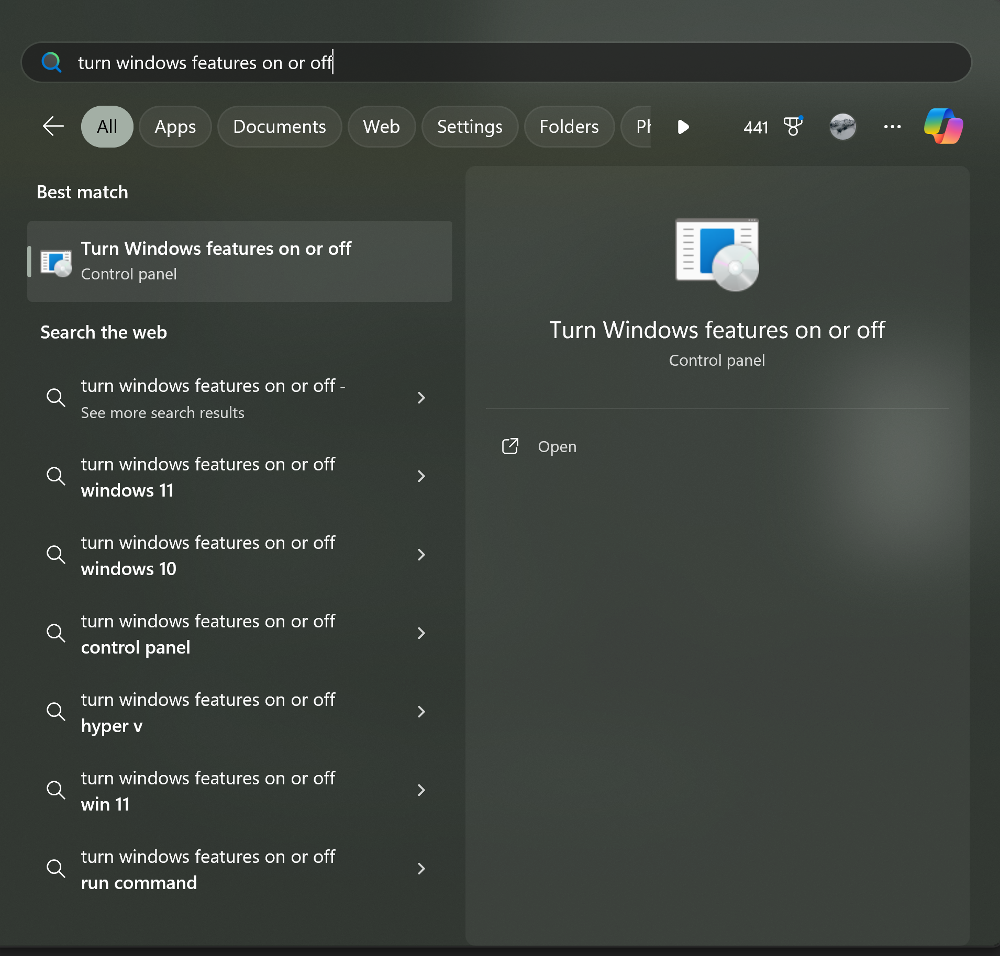 turn windows features on or off
All Apps Documents Web Settings Folders 441
Best match
Turn Windows features on or off
Control panel
Search the web
turn windows features on or off -
See more search results
turn windows features on or off
windows 11
turn windows features on or off
windows 10
turn windows features on or off
control panel
turn windows features on or off
hyper v
turn windows features on or off
win 11
turn windows features on or off
run command
Turn Windows features on or off
Control panel
Open